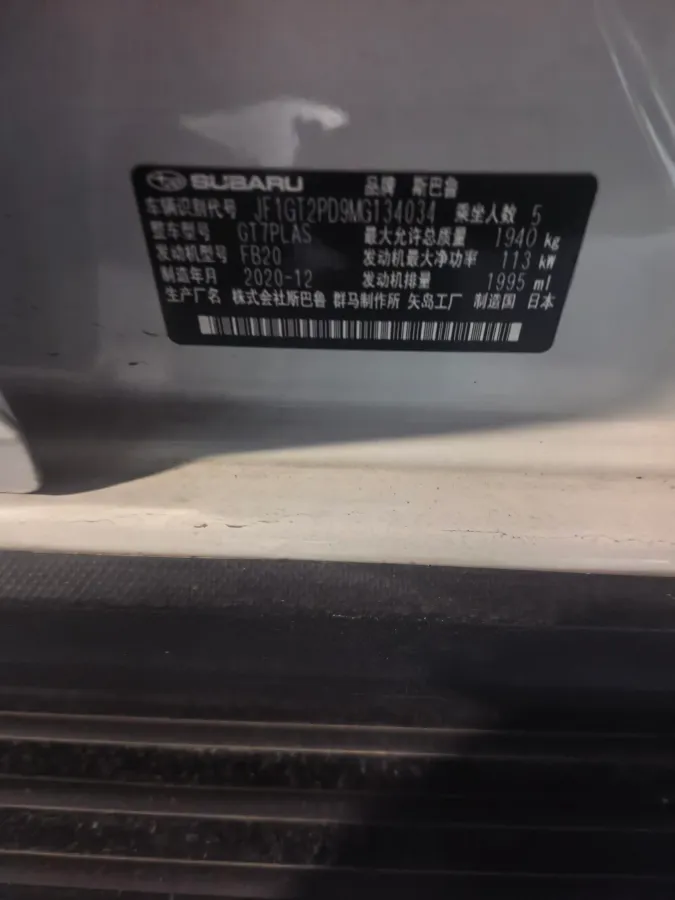 SUBARU 品牌 斯巴鲁
车辆识别代号 JF1GT2PD9MG134034 乘坐人数 5
整车型号 GT7PLAS 最大允许总质量 1940 kg
发动机型号 FB20 发动机最大净功率 113 kW
制造年月 2020-12 发动机排量 1995 ml
生产厂名 株式会社斯巴鲁 群马制作所 矢岛工厂 制造国 日本